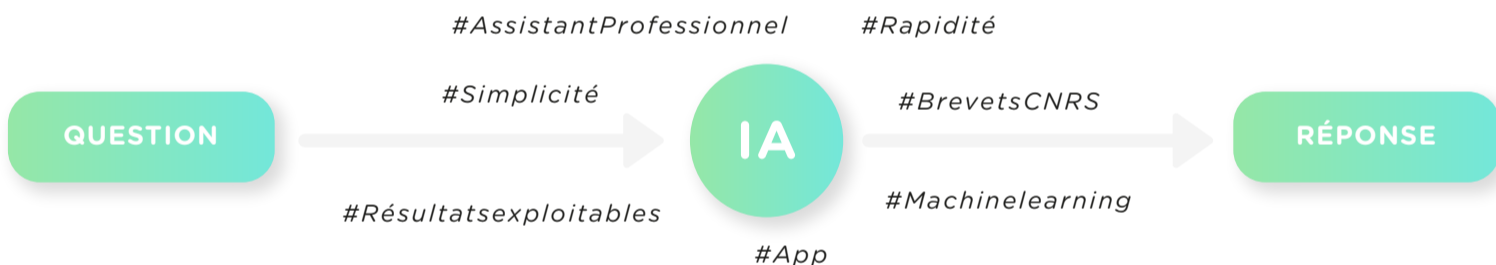 #AssistantProfessionnel #Rapidité
#Simplicité
#BrevetsCNRS
QUESTION
IA
RÉPONSE
#Résultatsexploitables
#Machinelearning
#App